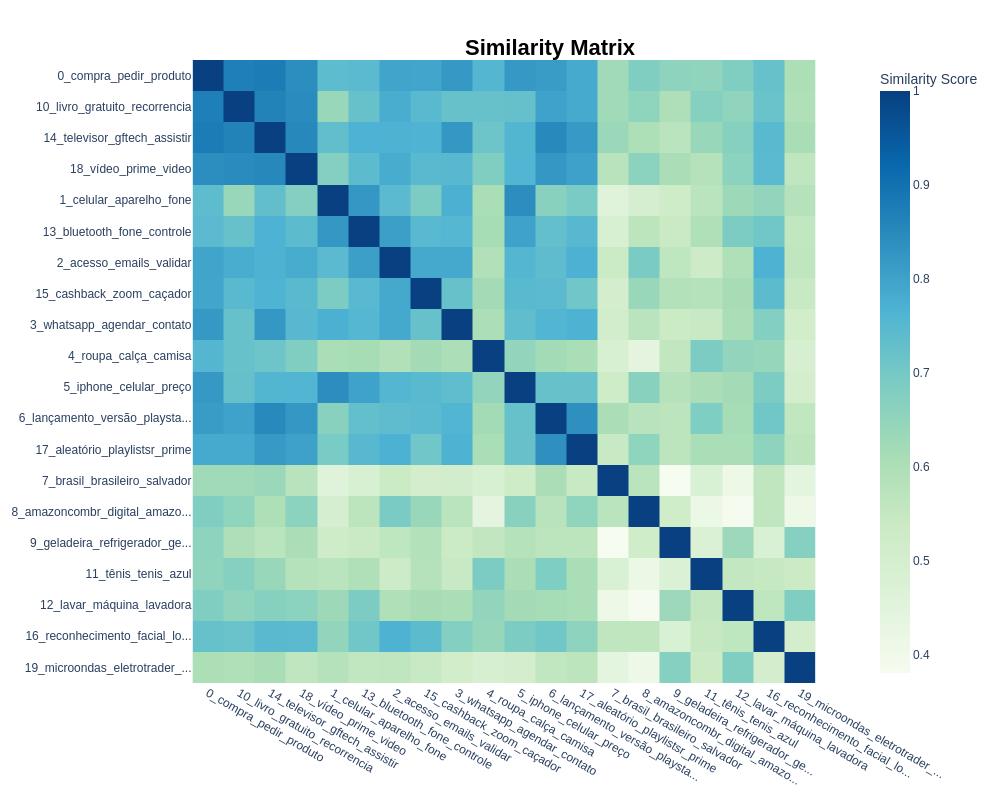 Similarity Matrix
0_compra_pedir_produto
10_livro_gratuito_recorrencia
14_televisor_gftech_assistir
18_vídeo_prime_video
1_celular_aparelho_fone
13_bluetooth_fone_controle
2_acesso_emails_validar
15_cashback_zoom_caçador
3_whatsapp_agendar_contato
4_roupa_calça_camisa
5_iphone_celular_preço
6_lançamento_versão_playsta...
17_aleatório_playlistsr_prime
7_brasil_brasileiro_salvador
8_amazoncombr_digital_amazo...
9_geladeira_refrigerador_ge...
11_tênis_tenis_azul
12_lavar_máquina_lavadora
16_reconhecimento_facial_lo...
19_microondas_eletrotrader_...
0_compra_pedir_produto
10_livro_gratuito_recorrencia
14_televisor_gftech_assistir
18_vídeo_prime_video
1_celular_aparelho_fone
13_bluetooth_fone_controle
2_acesso_emails_validar
15_cashback_zoom_caçador
3_whatsapp_agendar_contato
4_roupa_calça_camisa
5_iphone_celular_preço
6_lançamento_versão_playsta...
17_aleatório_playlistsr_prime
7_brasil_brasileiro_salvador
8_amazoncombr_digital_amazo...
9_geladeira_refrigerador_ge...
11_tênis_tenis_azul
12_lavar_máquina_lavadora
16_reconhecimento_facial_lo...
19_microondas_eletrotrader_...
Similarity Score
1
0.9
0.8
0.7
0.6
0.5
0.4